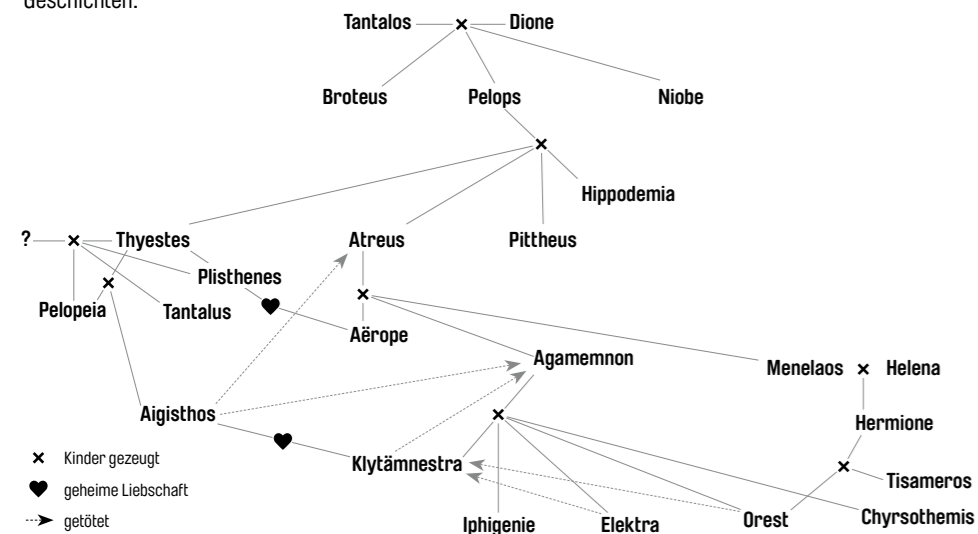 Geschichten.
Tantalos Dione
Broteus Pelops Niobe
Hippodemia
? Thyestes Atreus Pittheus
Plisthenes
Pelopeia Tantalus
Aërope
Agamemnon
Menelaos Helena
Aigisthos
Hermione
Kinder gezeugt
Klytämnestra
geheime Liebschaft
Tisameros
getötet
Iphigenie Elektra Orest Chyrsothemis